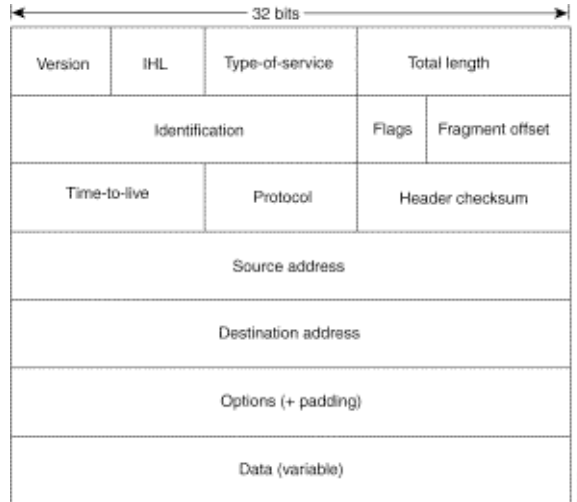 32 bits
Version IHL Type-of-service Total length
Identification Flags Fragment offset
Time-to-live Protocol Header checksum
Source address
Destination address
Options (+ padding)
Data (variable)